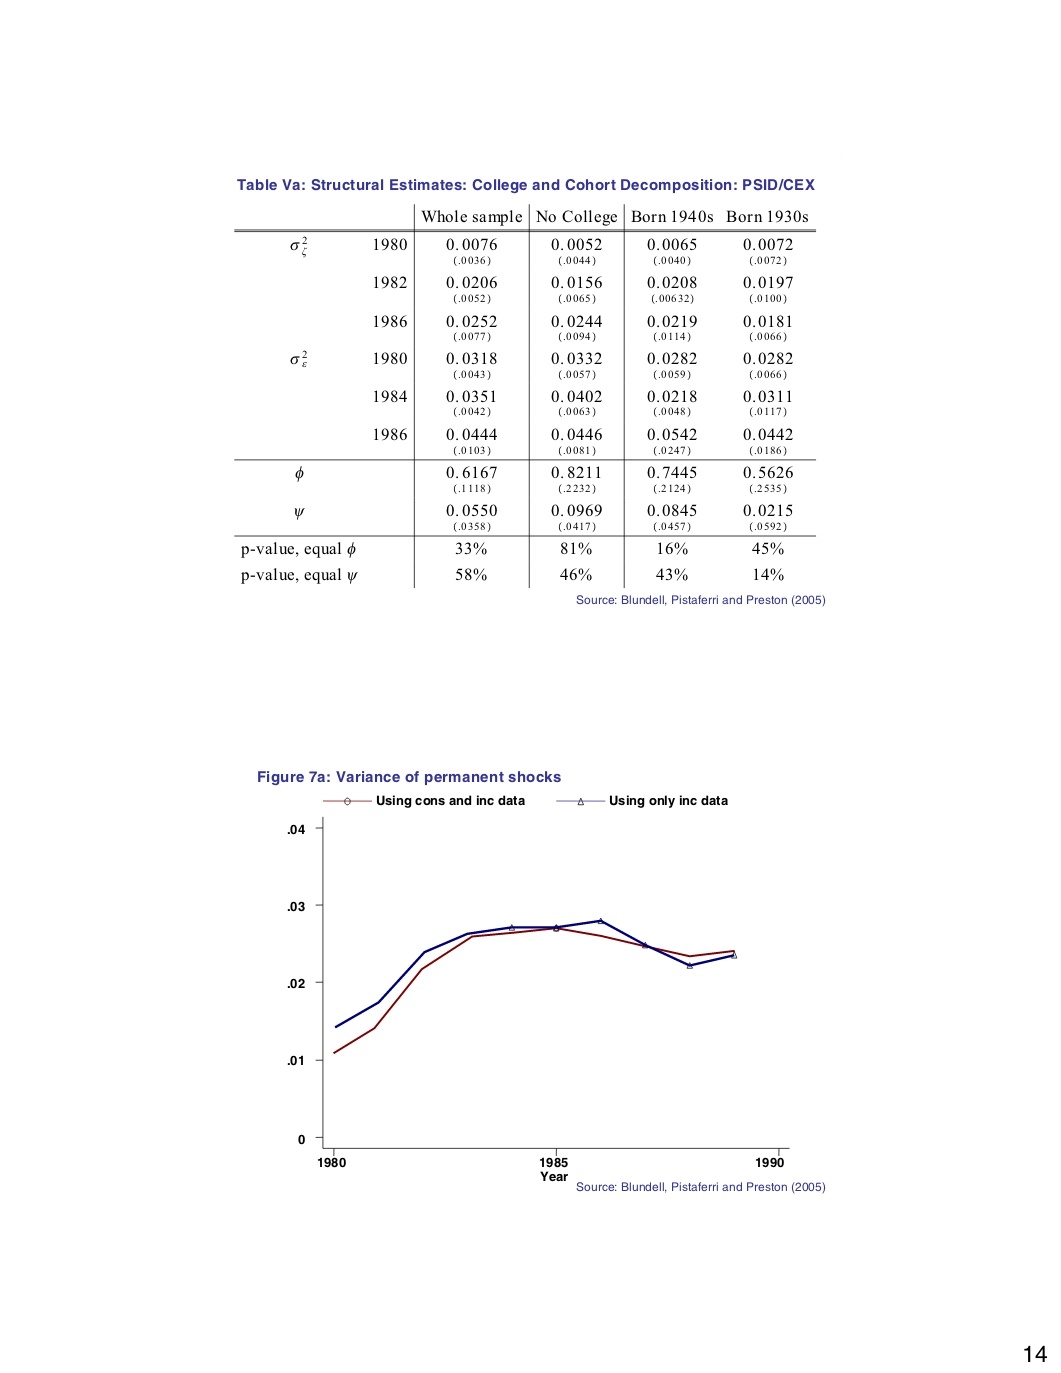 Table Va: Structural Estimates: College and Cohort Decomposition: PSID/CEX
Whole sample No College Born 1940s Born 1930s
σ²ζ 1980 0.0076 0.0052 0.0065 0.0072
(.0036) (.0044) (.0040) (.0072)
1982 0.0206 0.0156 0.0208 0.0197
(.0052) (.0065) (.00632) (.0100)
1986 0.0252 0.0244 0.0219 0.0181
(.0077) (.0094) (.0114) (.0066)
σ²ε 1980 0.0318 0.0332 0.0282 0.0282
(.0043) (.0057) (.0059) (.0066)
1984 0.0351 0.0402 0.0218 0.0311
(.0042) (.0063) (.0048) (.0117)
1986 0.0444 0.0446 0.0542 0.0442
(.0103) (.0081) (.0247) (.0186)
ϕ 0.6167 0.8211 0.7445 0.5626
(.1118) (.2232) (.2124) (.2535)
ψ 0.0550 0.0969 0.0845 0.0215
(.0358) (.0417) (.0457) (.0592)
p-value, equal ϕ 33% 81% 16% 45%
p-value, equal ψ 58% 46% 43% 14%
Source: Blundell, Pistaferri and Preston (2005)
Figure 7a: Variance of permanent shocks
Using cons and inc data Using only inc data
.04
.03
.02
.01
0
1980 1985 1990
Year
Source: Blundell, Pistaferri and Preston (2005)
14